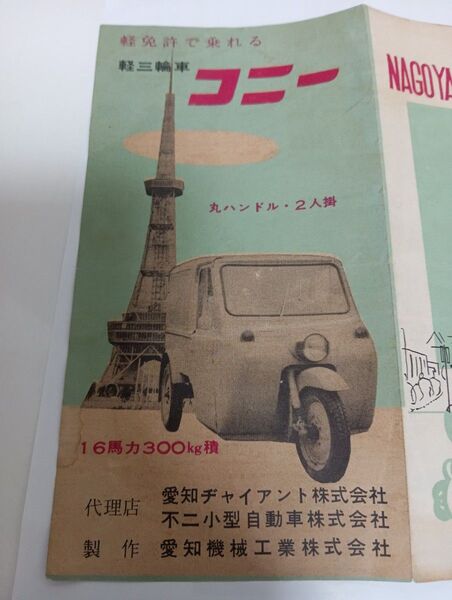 軽免許で乗れる
軽三輪車 コニー
NAGOYA
丸ハンドル・2人掛
16馬力300kg積
代理店 愛知ヂャイアント株式会社
不二小型自動車株式会社
製作 愛知機械工業株式会社